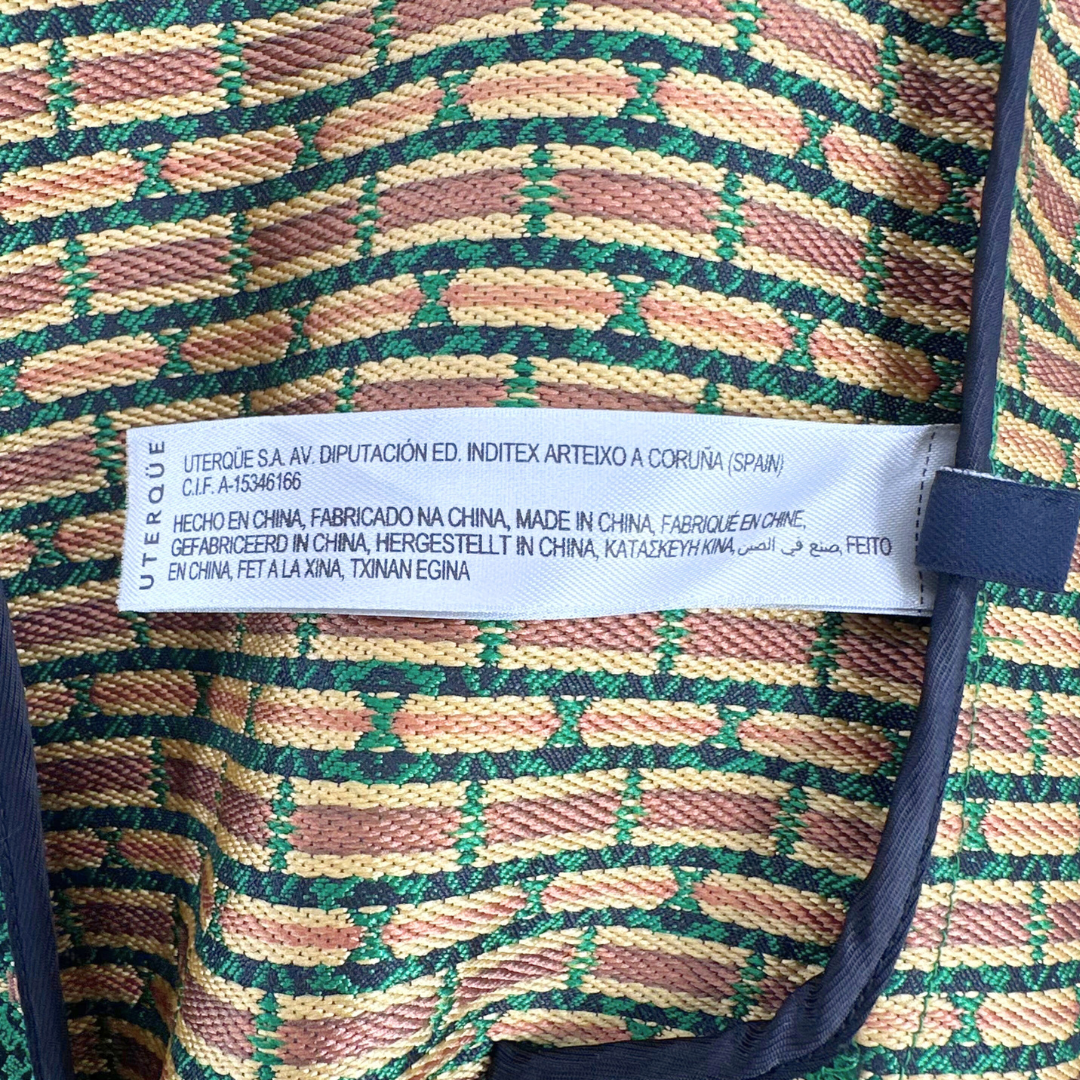 UTERQÜE
UTERQÜE S.A. AV. DIPUTACIÓN ED. INDITEX ARTEIXO A CORUÑA (SPAIN)
C.I.F. A-15346166
HECHO EN CHINA, FABRICADO NA CHINA, MADE IN CHINA, FABRIQUÉ EN CHINE,
GEFABRICEERD IN CHINA, HERGESTELLT IN CHINA, ΚΑΤΑΣΚΕΥΗ ΚΙΝΑ, صنع في الصين, FEITO
EN CHINA, FET A LA XINA, TXINAN EGINA